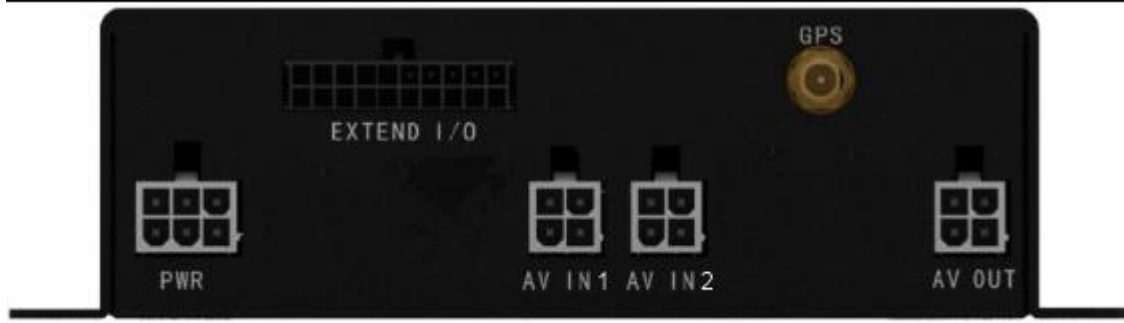 GPS
EXTEND I/O
PWR
AV IN1
AV IN2
AV OUT